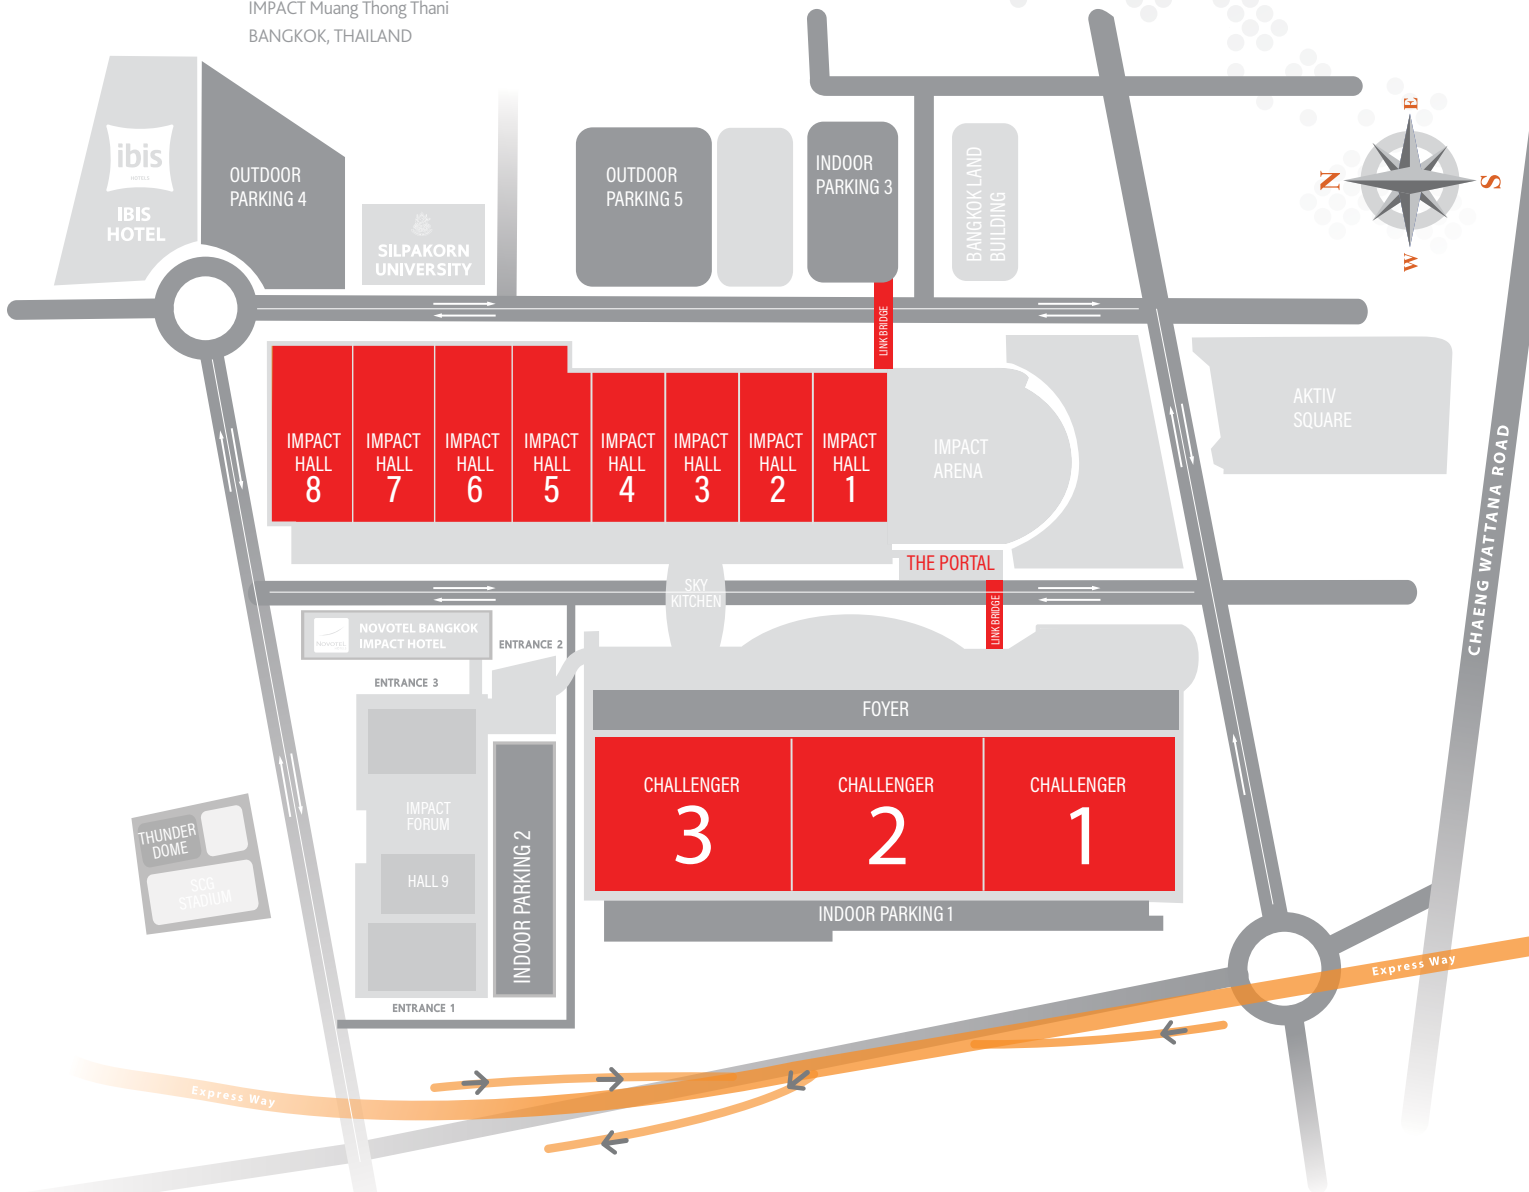 IMPACT Muang Thong Thani
BANGKOK, THAILAND
E
N
S
W
ibis
HOTELS
IBIS
HOTEL
OUTDOOR
PARKING 4
SILPAKORN
UNIVERSITY
OUTDOOR
PARKING 5
INDOOR
PARKING 3
BANGKOK LAND
BUILDING
LINK BRIDGE
IMPACT
HALL
8
IMPACT
HALL
7
IMPACT
HALL
6
IMPACT
HALL
5
IMPACT
HALL
4
IMPACT
HALL
3
IMPACT
HALL
2
IMPACT
HALL
1
IMPACT
ARENA
AKTIV
SQUARE
CHAENG WATTANA ROAD
THE PORTAL
SKY
KITCHEN
LINK BRIDGE
NOVOTEL
NOVOTEL BANGKOK
IMPACT HOTEL
ENTRANCE 2
ENTRANCE 3
FOYER
CHALLENGER
3
CHALLENGER
2
CHALLENGER
1
IMPACT
FORUM
HALL 9
INDOOR PARKING 2
INDOOR PARKING 1
THUNDER
DOME
SCG
STADIUM
ENTRANCE 1
Express Way
Express Way